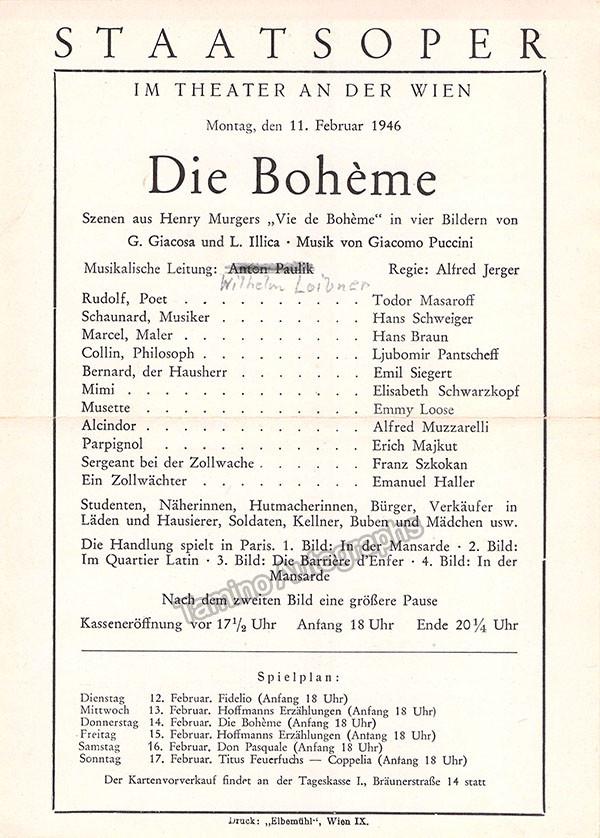 STAATSOPER
IM THEATER AN DER WIEN
Montag, den 11. Februar 1946
Die Bohème
Szenen aus Henry Murgers „Vie de Bohème“ in vier Bildern von
G. Giacosa und L. Illica · Musik von Giacomo Puccini
Musikalische Leitung: Anton Paulik Regie: Alfred Jerger
Wilhelm Loibner
Rudolf, Poet . . . . . . . . . . Todor Masaroff
Schaunard, Musiker . . . . . . . . Hans Schweiger
Marcel, Maler . . . . . . . . . Hans Braun
Collin, Philosoph . . . . . . . . . Ljubomir Pantscheff
Bernard, der Hausherr . . . . . . . Emil Siegert
Mimi . . . . . . . . . . . . Elisabeth Schwarzkopf
Musette . . . . . . . . . . . Emmy Loose
Alcindor . . . . . . . . . . . Alfred Muzzarelli
Parpignol . . . . . . . . . . Erich Majkut
Sergeant bei der Zollwache . . . . . . Franz Szkokan
Ein Zollwächter . . . . . . . . . Emanuel Haller
Studenten, Näherinnen, Hutmacherinnen, Bürger, Verkäufer in
Läden und Hausierer, Soldaten, Kellner, Buben und Mädchen usw.
Die Handlung spielt in Paris. 1. Bild: In der Mansarde · 2. Bild:
Im Quartier Latin · 3. Bild: Die Barrière d'Enfer · 4. Bild: In der
Mansarde
Tamino Autographs
Nach dem zweiten Bild eine größere Pause
Kasseneröffnung vor 17½ Uhr Anfang 18 Uhr Ende 20¼ Uhr
Spielplan:
Dienstag 12. Februar. Fidelio (Anfang 18 Uhr)
Mittwoch 13. Februar. Hoffmanns Erzählungen (Anfang 18 Uhr)
Donnerstag 14. Februar. Die Bohème (Anfang 18 Uhr)
Freitag 15. Februar. Hoffmanns Erzählungen (Anfang 18 Uhr)
Samstag 16. Februar. Don Pasquale (Anfang 18 Uhr)
Sonntag 17. Februar. Titus Feuerfuchs — Coppelia (Anfang 18 Uhr)
Der Kartenvorverkauf findet an der Tageskasse I., Bräunerstraße 14 statt
Druck: „Elbemühl“, Wien IX.